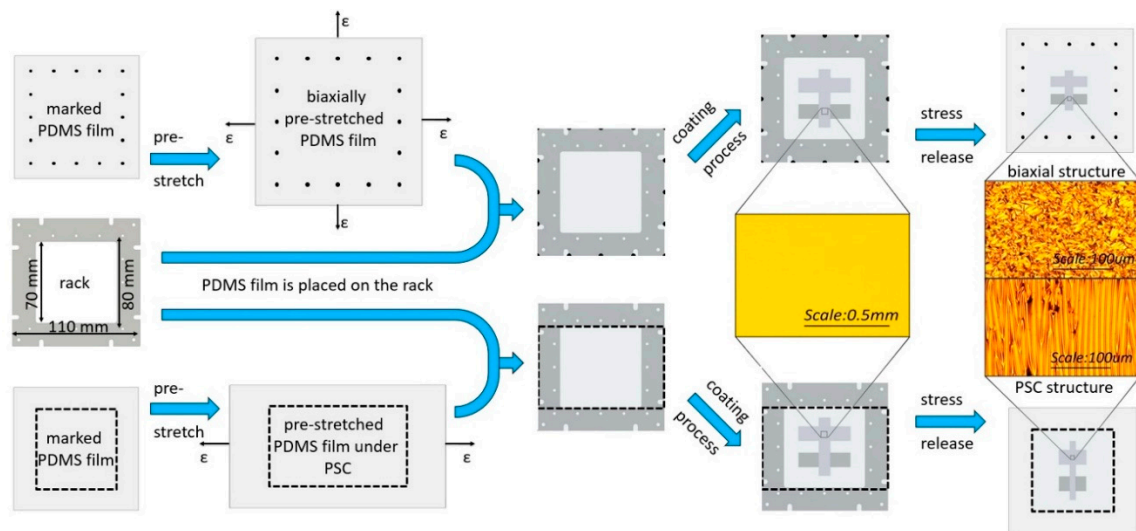 marked
PDMS film
pre-
stretch
ε
ε
biaxially
pre-stretched
PDMS film
ε
ε
coating
process
stress
release
biaxial structure
70 mm
rack
80 mm
110 mm
PDMS film is placed on the rack
Scale:0.5mm
Scale:100um
Scale:100um
PSC structure
marked
PDMS film
pre-
stretch
ε
pre-stretched
PDMS film under
PSC
ε
coating
process
stress
release